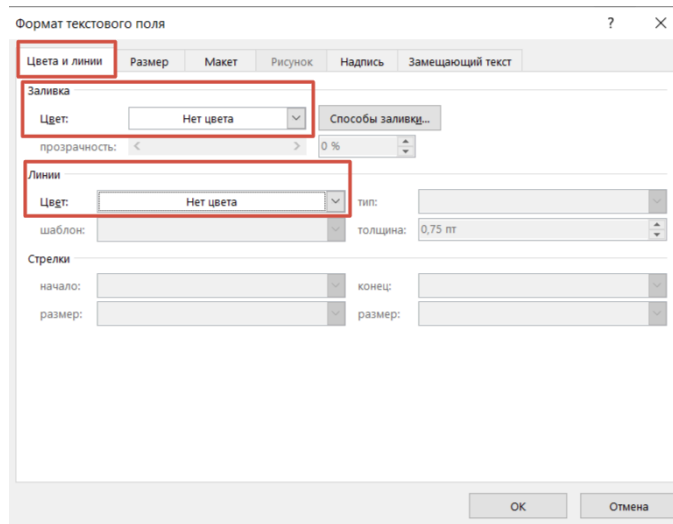 Формат текстового поля ?
Цвета и линии Размер Макет Рисунок Надпись Замещающий текст
Заливка
Цвет: Нет цвета Способы заливки...
прозрачность: 0 %
Линии
Цвет: Нет цвета тип:
шаблон: толщина: 0,75 пт
Стрелки
начало: конец:
размер: размер:
ОК Отмена